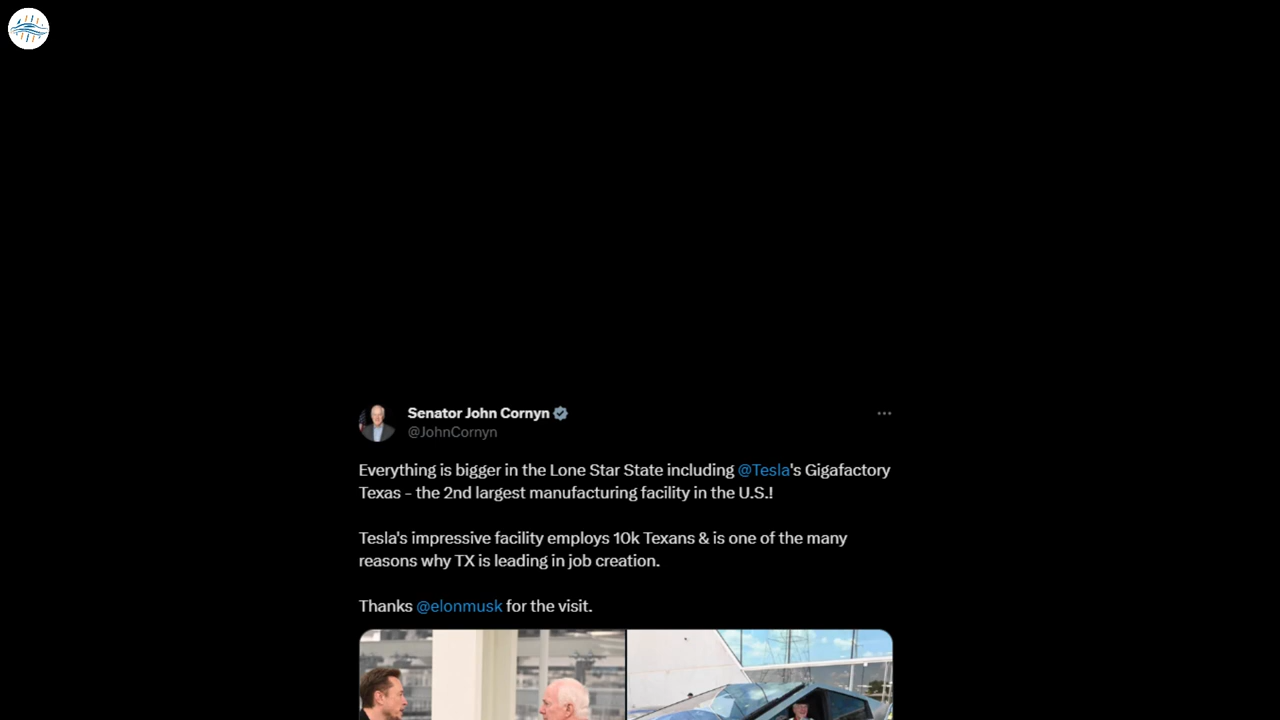 Senator John Cornyn
@JohnCornyn
Everything is bigger in the Lone Star State including @Tesla's Gigafactory
Texas - the 2nd largest manufacturing facility in the U.S.!
Tesla's impressive facility employs 10k Texans & is one of the many
reasons why TX is leading in job creation.
Thanks @elonmusk for the visit.